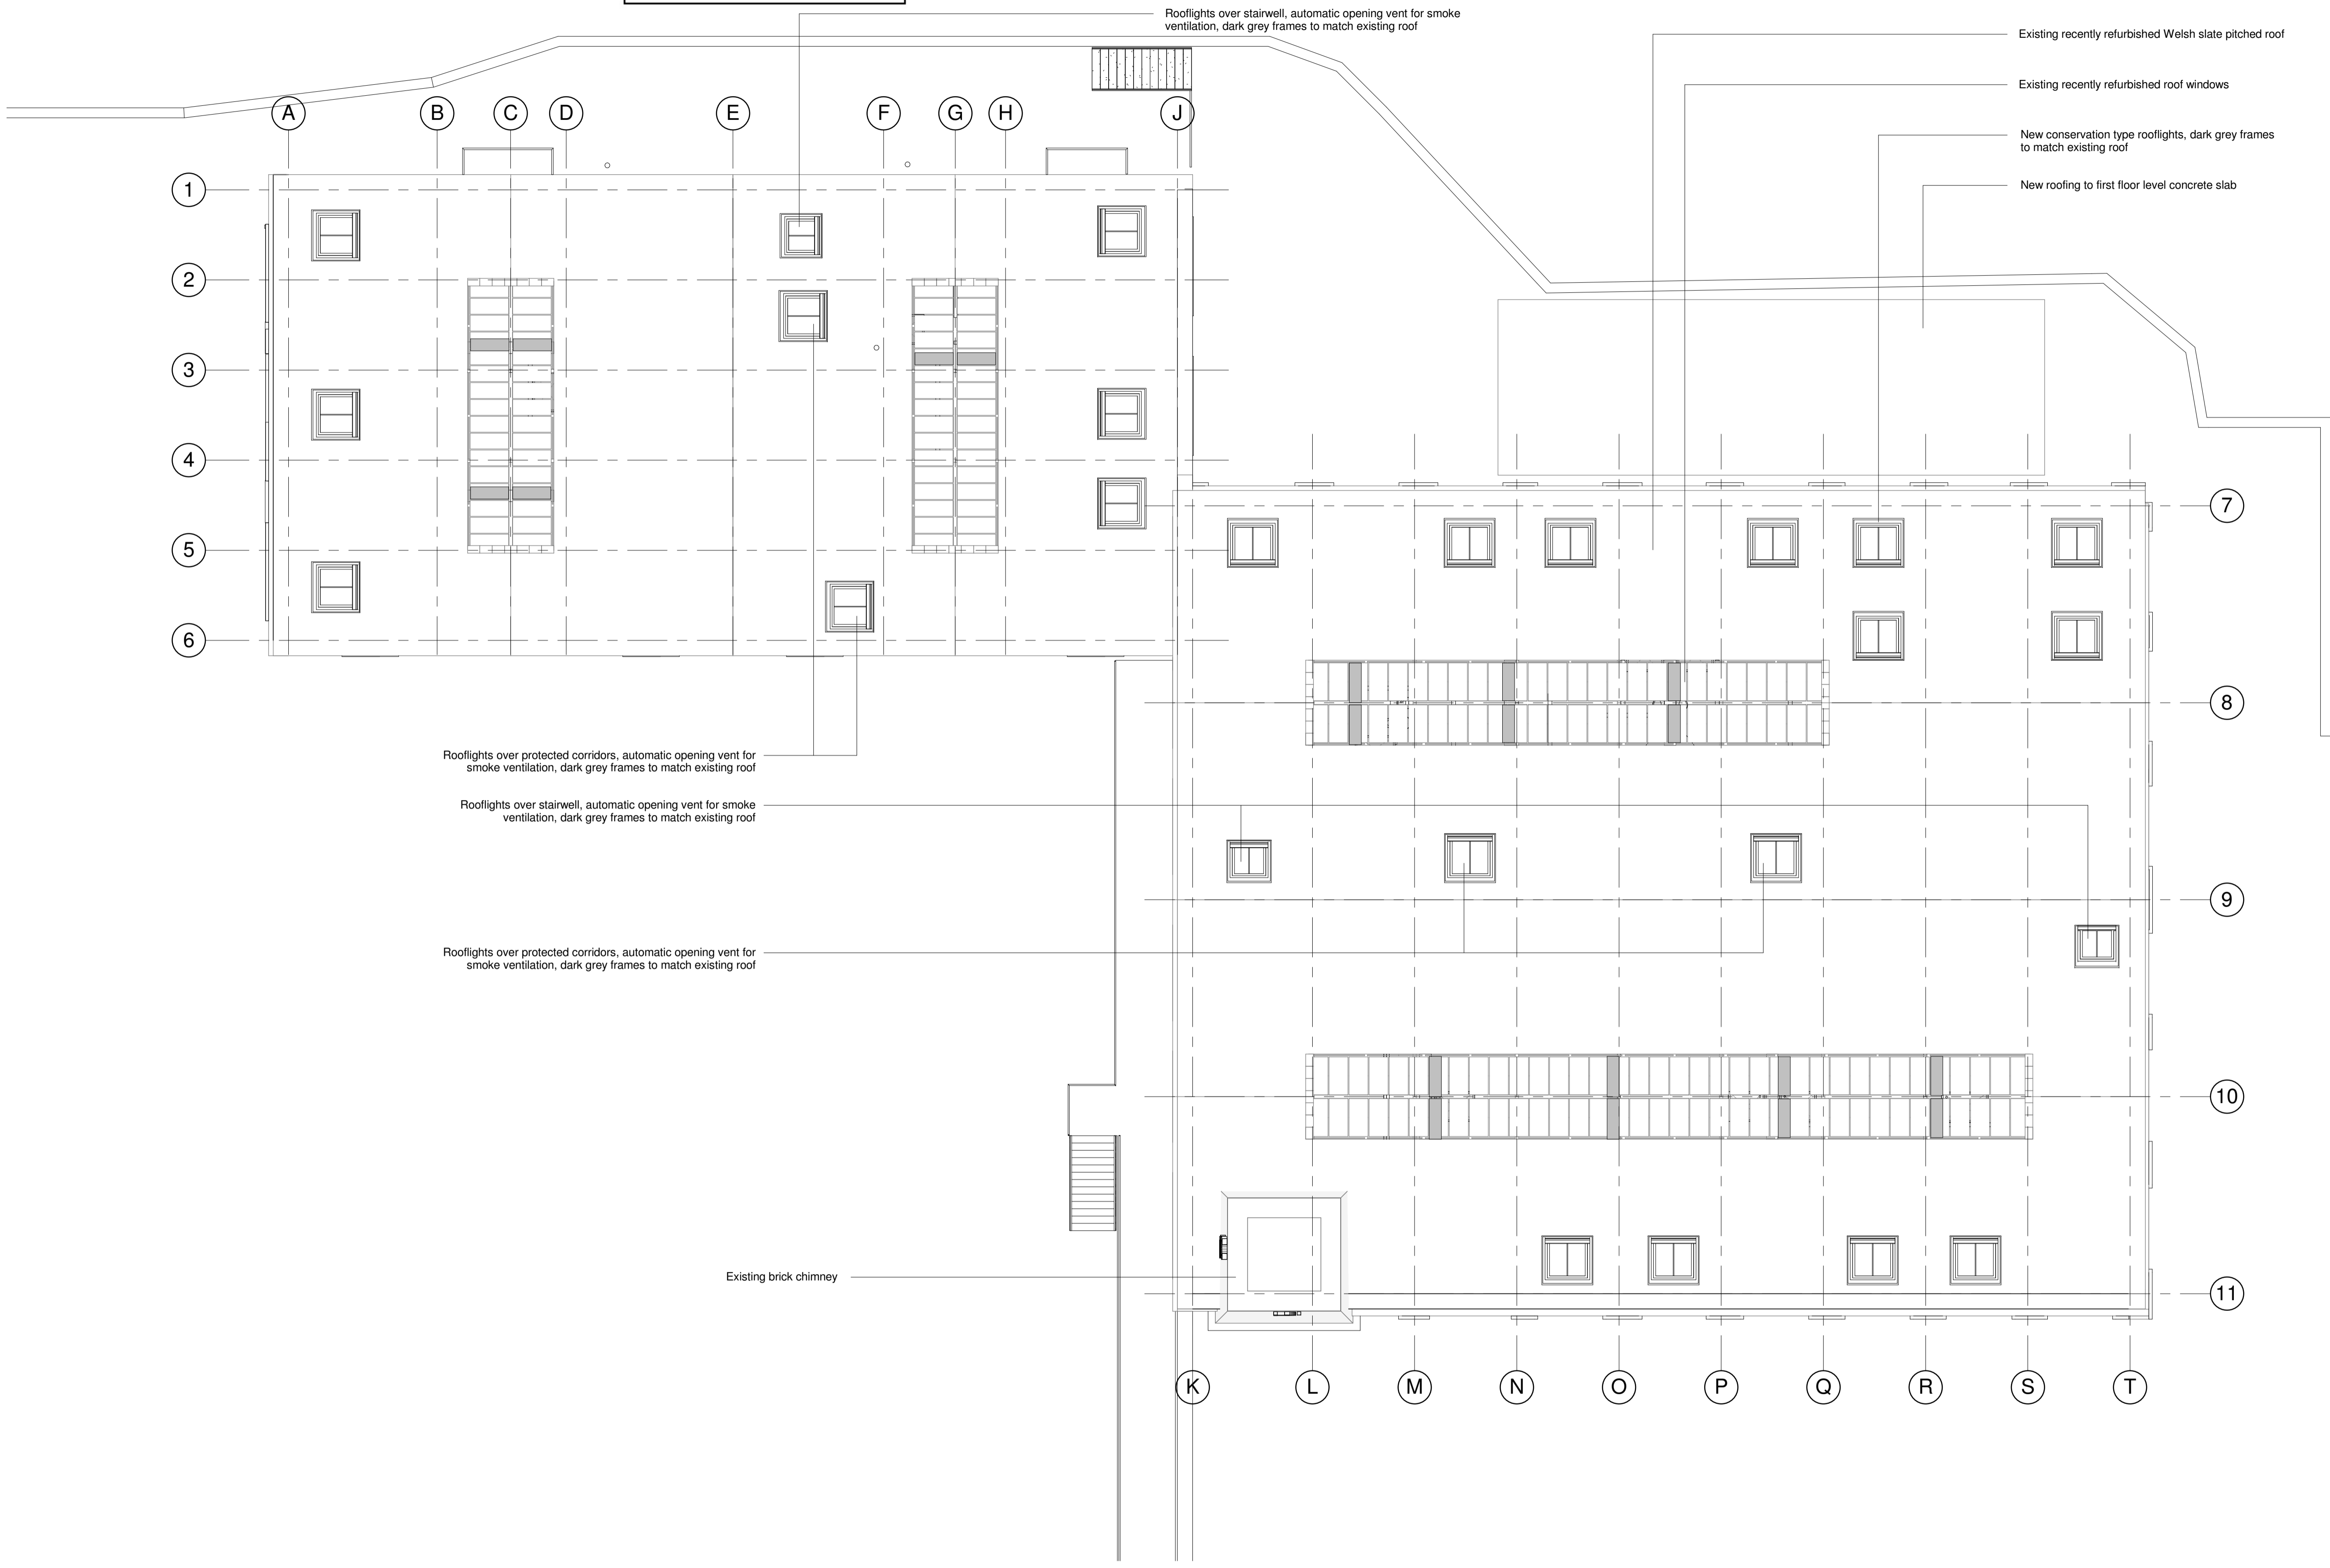 Rooflights over stairwell, automatic opening vent for smoke
ventilation, dark grey frames to match existing roof
Existing recently refurbished Welsh slate pitched roof
Existing recently refurbished roof windows
New conservation type rooflights, dark grey frames
to match existing roof
New roofing to first floor level concrete slab
A B C D E F G H J
1
2
3
4
5
6
7
8
9
10
11
Rooflights over protected corridors, automatic opening vent for
smoke ventilation, dark grey frames to match existing roof
Rooflights over stairwell, automatic opening vent for smoke
ventilation, dark grey frames to match existing roof
Rooflights over protected corridors, automatic opening vent for
smoke ventilation, dark grey frames to match existing roof
Existing brick chimney
K L M N O P Q R S T